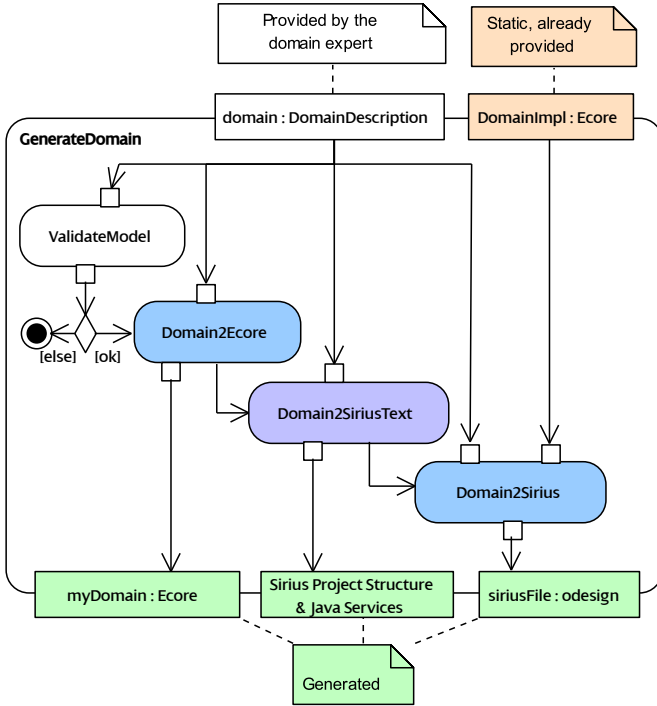 Provided by the
domain expert
Static, already
provided
domain : DomainDescription
DomainImpl : Ecore
GenerateDomain
ValidateModel
Domain2Ecore
[else]
[ok]
Domain2SiriusText
Domain2Sirius
myDomain : Ecore
Sirius Project Structure
& Java Services
siriusFile : odesign
Generated